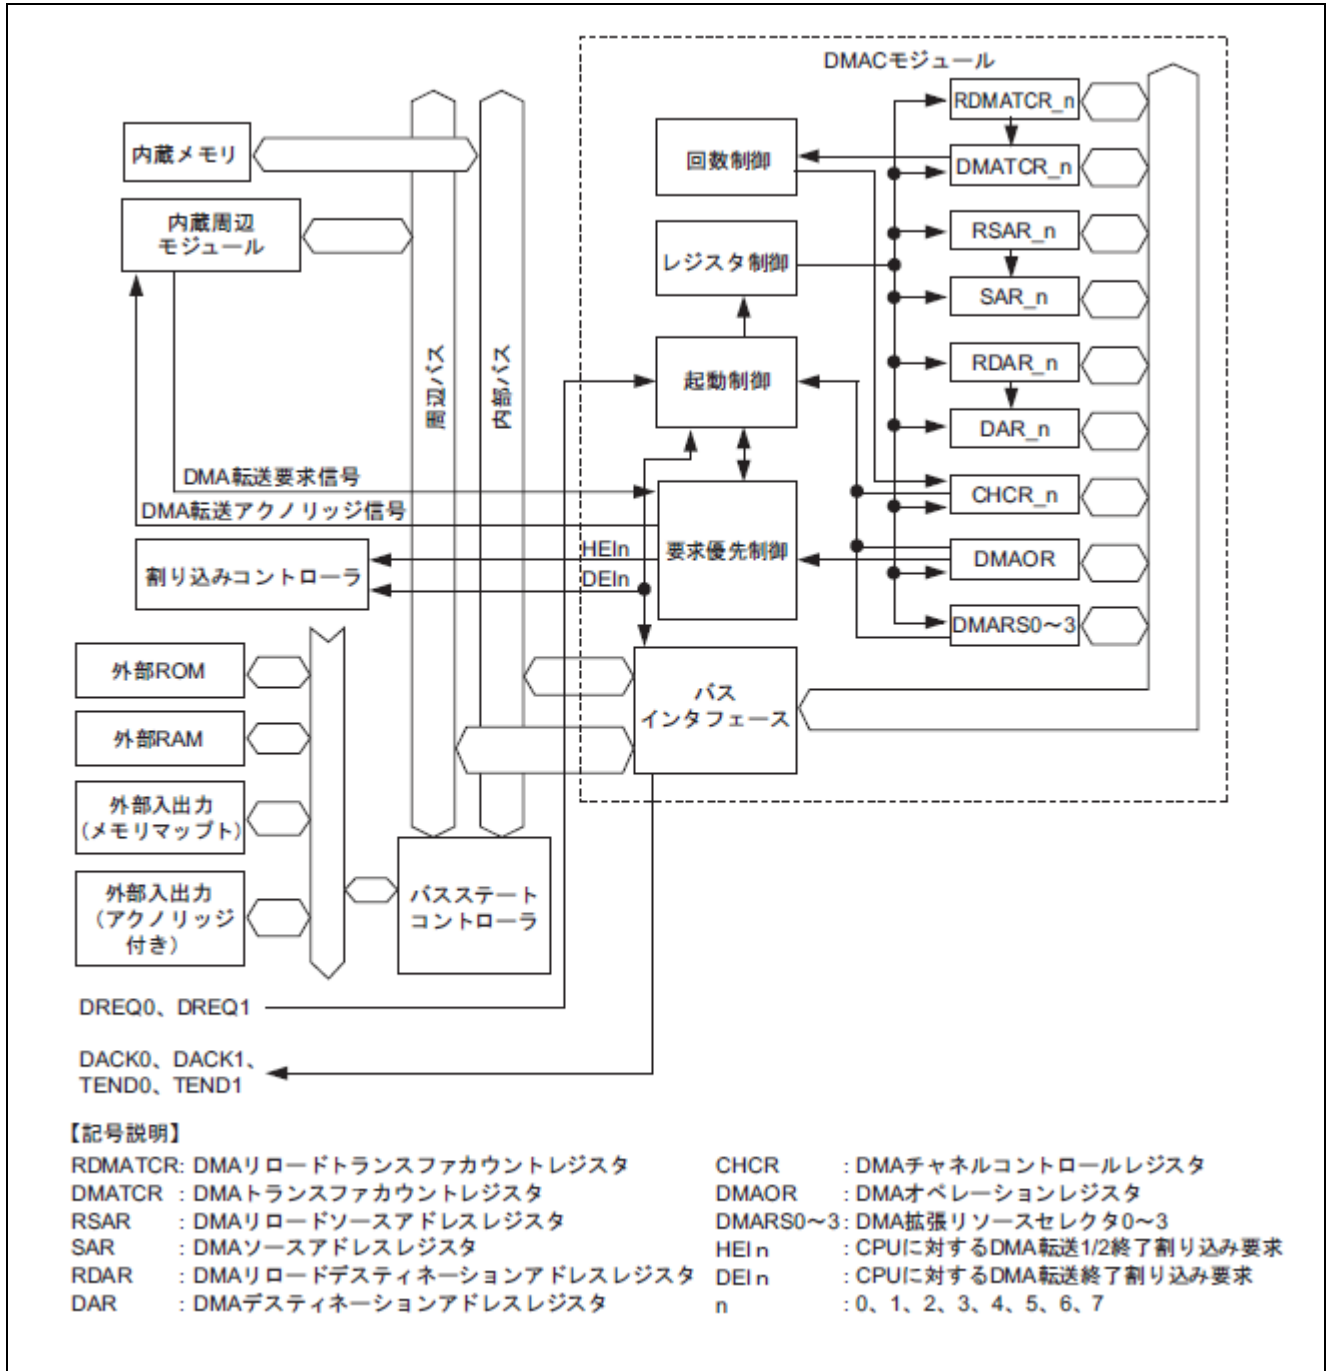 DMACモジュール
RDMATCR_n
内蔵メモリ
回数制御
DMATCR_n
内蔵周辺
モジュール
RSAR_n
レジスタ制御
SAR_n
周辺バス
内部バス
起動制御
RDAR_n
DAR_n
DMA転送要求信号
CHCR_n
DMA転送アクノリッジ信号
要求優先制御
HEIn
DMAOR
割り込みコントローラ
DEIn
DMARS0～3
外部ROM
バス
インタフェース
外部RAM
外部入出力
(メモリマップト)
外部入出力
(アクノリッジ
付き)
バスステート
コントローラ
DREQ0、DREQ1
DACK0、DACK1、
TEND0、TEND1
【記号説明】
RDMATCR: DMAリロードトランスファカウントレジスタ
DMATCR : DMAトランスファカウントレジスタ
RSAR : DMAリロードソースアドレスレジスタ
SAR : DMAソースアドレスレジスタ
RDAR : DMAリロードデスティネーションアドレスレジスタ
DAR : DMAデスティネーションアドレスレジスタ
CHCR : DMAチャネルコントロールレジスタ
DMAOR : DMAオペレーションレジスタ
DMARS0～3 : DMA拡張リソースセレクタ0～3
HEIn : CPUに対するDMA転送1/2終了割り込み要求
DEIn : CPUに対するDMA転送終了割り込み要求
n : 0、1、2、3、4、5、6、7